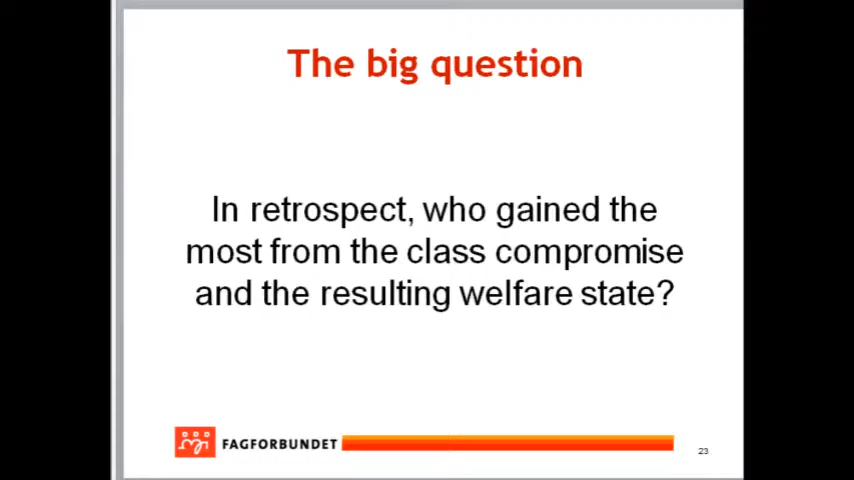 The big question
In retrospect, who gained the
most from the class compromise
and the resulting welfare state?
FAGFORBUNDET
23